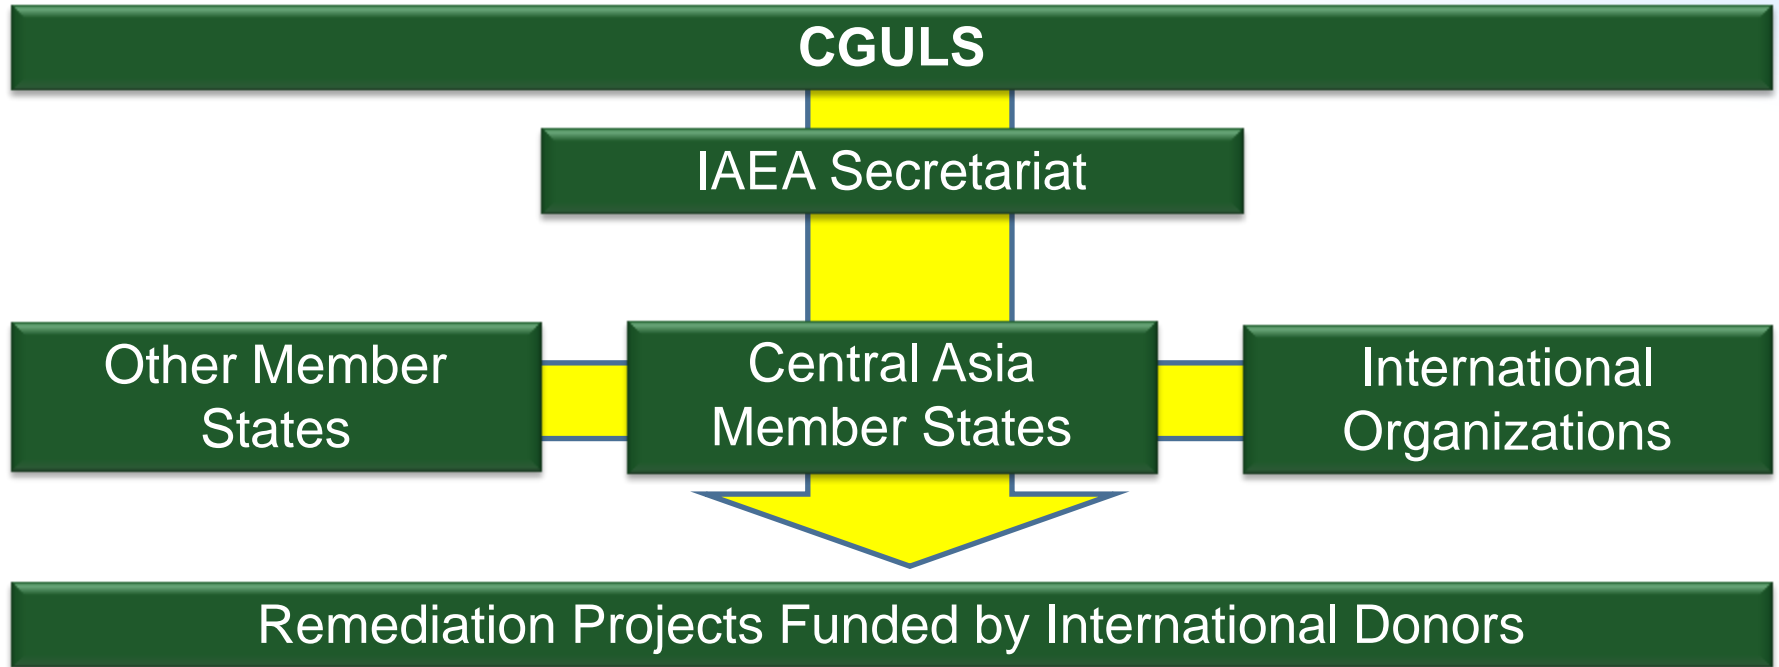 CGULS
IAEA Secretariat
Other Member
States
Central Asia
Member States
International
Organizations
Remediation Projects Funded by International Donors